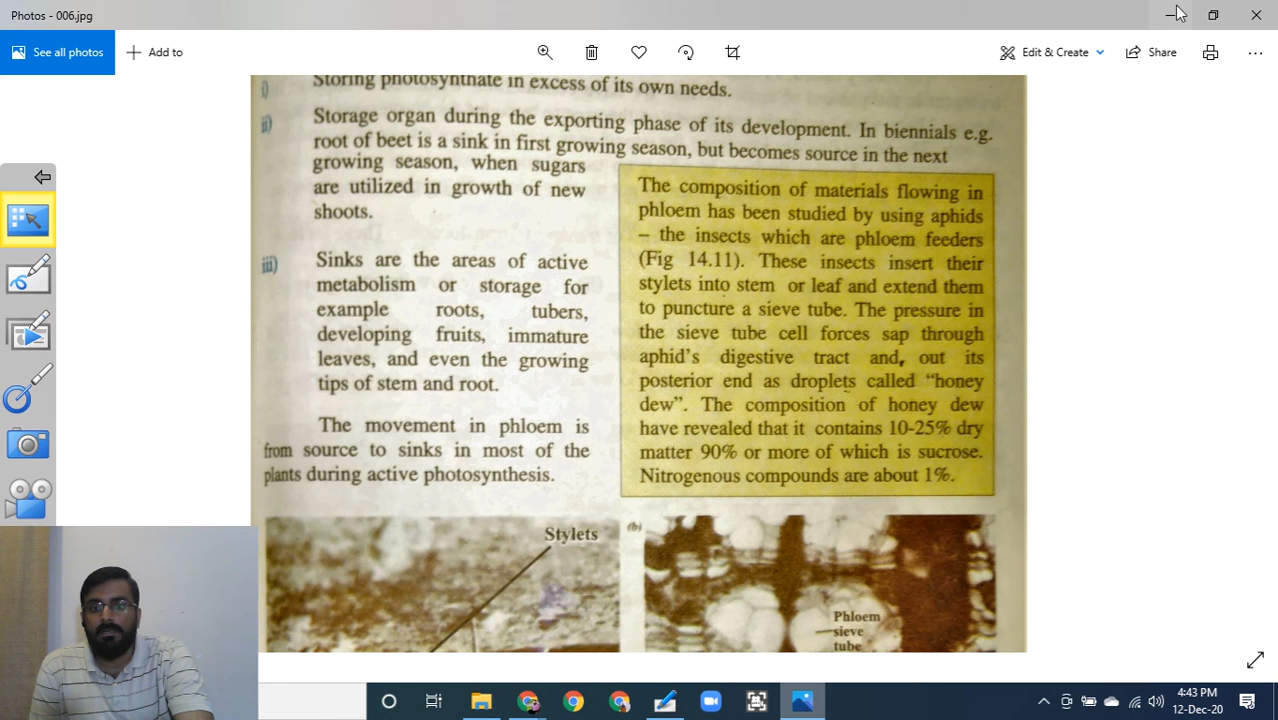 Photos - 006.jpg
See all photos
Add to
Edit & Create
Share
i) Storing photosynthate in excess of its own needs.
ii) Storage organ during the exporting phase of its development. In biennials e.g.
root of beet is a sink in first growing season, but becomes source in the next
growing season, when sugars
are utilized in growth of new
shoots.
iii) Sinks are the areas of active
metabolism or storage for
example roots, tubers,
developing fruits, immature
leaves, and even the growing
tips of stem and root.
The movement in phloem is
from source to sinks in most of the
plants during active photosynthesis.
The composition of materials flowing in
phloem has been studied by using aphids
– the insects which are phloem feeders
(Fig 14.11). These insects insert their
stylets into stem or leaf and extend them
to puncture a sieve tube. The pressure in
the sieve tube cell forces sap through
aphid's digestive tract and, out its
posterior end as droplets called “honey
dew”. The composition of honey dew
have revealed that it contains 10-25% dry
matter 90% or more of which is sucrose.
Nitrogenous compounds are about 1%.
Stylets
(b)
Phloem
sieve
tube
4:43 PM
12-Dec-20